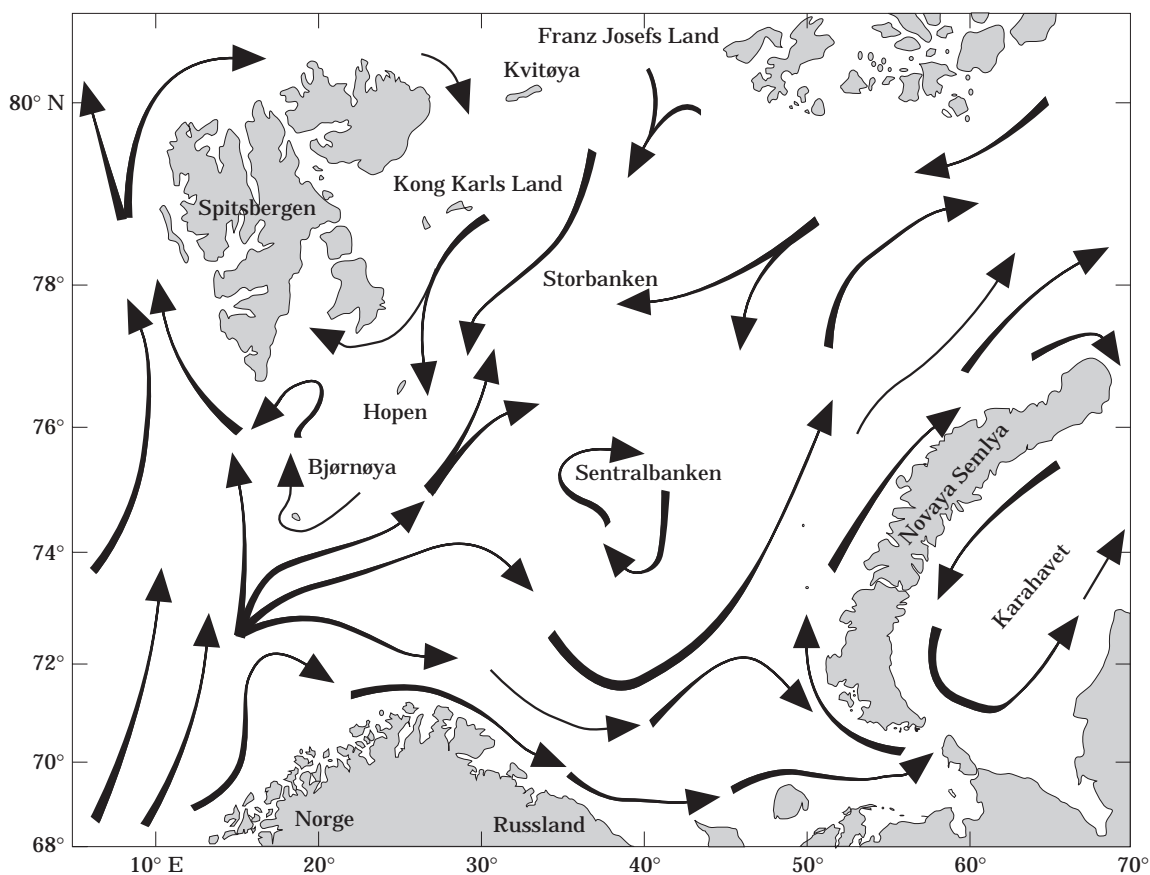 Franz Josefs Land
Kvitøya
80° N
Kong Karls Land
Spitsbergen
Storbanken
78°
Hopen
76°
Bjørnøya
Sentralbanken
Novaya Semlya
74°
Karahavet
72°
70°
Norge
Russland
68°
10° E 20° 30° 40° 50° 60° 70°